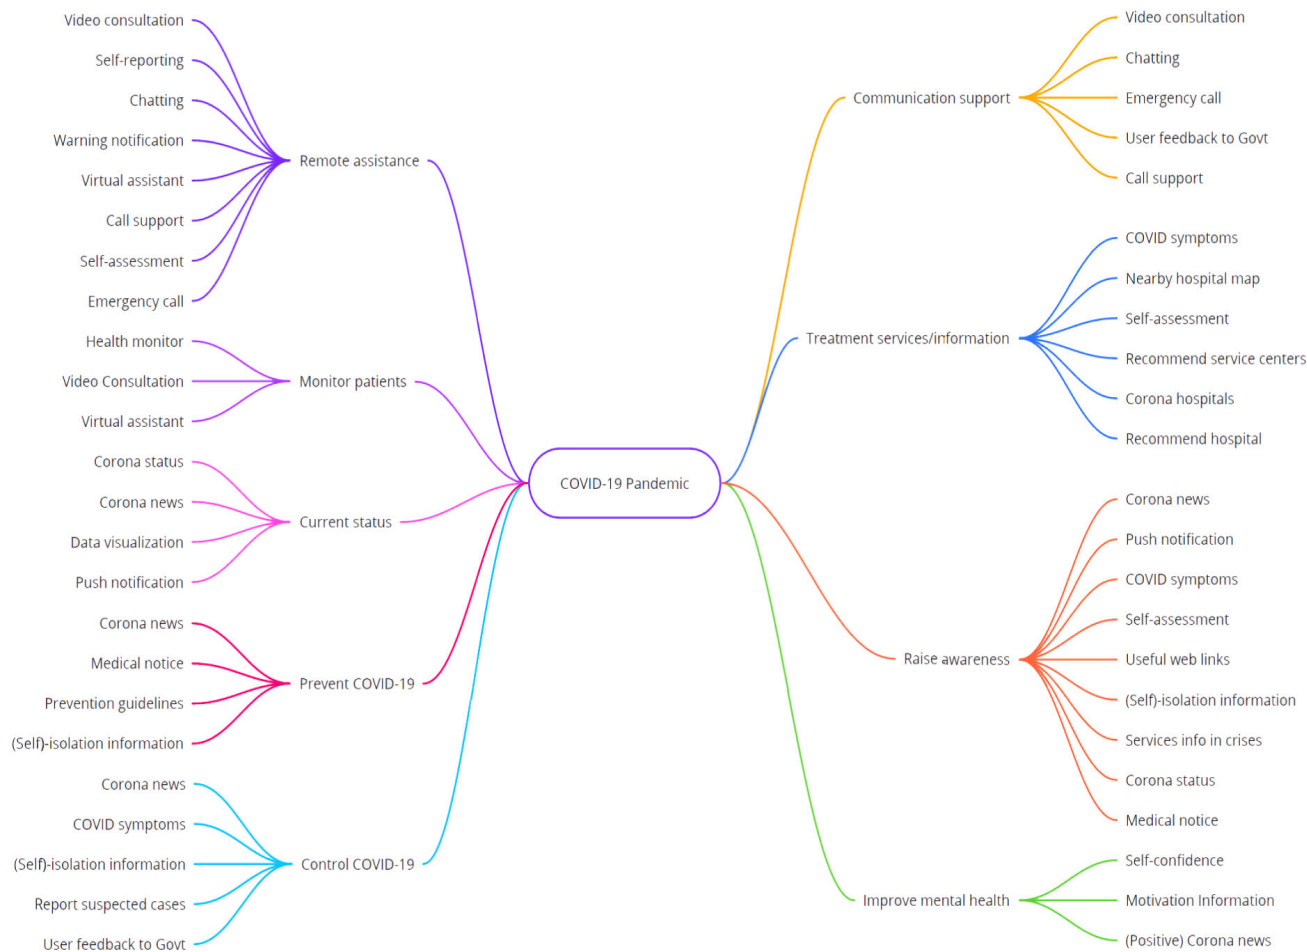 Video consultation
Self-reporting
Chatting
Warning notification
Virtual assistant
Call support
Self-assessment
Emergency call
Remote assistance
Health monitor
Video Consultation
Virtual assistant
Monitor patients
Corona status
Corona news
Data visualization
Push notification
Current status
Corona news
Medical notice
Prevention guidelines
(Self)-isolation information
Prevent COVID-19
Corona news
COVID symptoms
(Self)-isolation information
Report suspected cases
User feedback to Govt
Control COVID-19
COVID-19 Pandemic
Communication support
Video consultation
Chatting
Emergency call
User feedback to Govt
Call support
Treatment services/information
COVID symptoms
Nearby hospital map
Self-assessment
Recommend service centers
Corona hospitals
Recommend hospital
Raise awareness
Corona news
Push notification
COVID symptoms
Self-assessment
Useful web links
(Self)-isolation information
Services info in crises
Corona status
Medical notice
Improve mental health
Self-confidence
Motivation Information
(Positive) Corona news